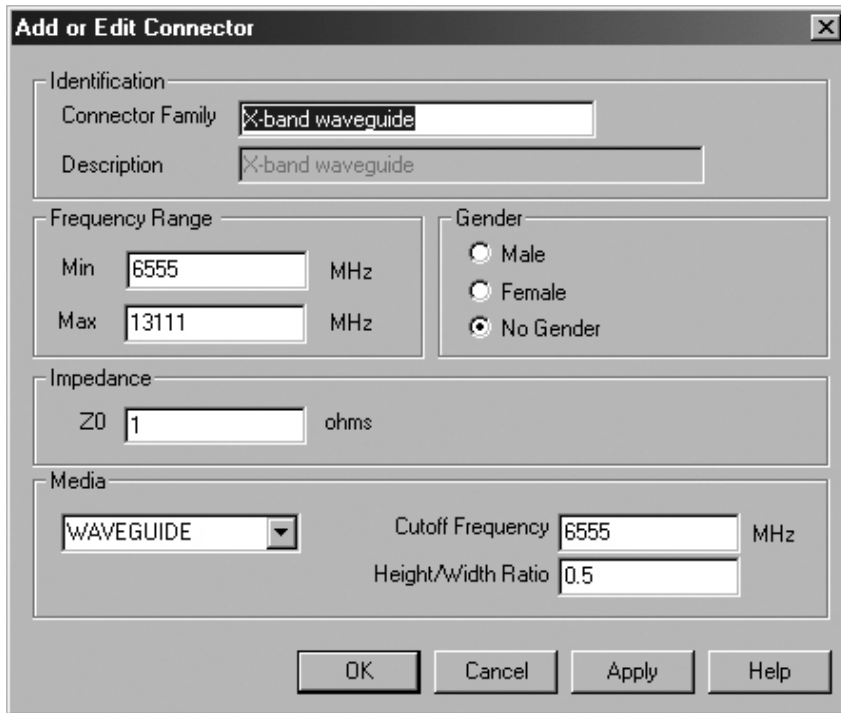 Add or Edit Connector
Identification
Connector Family X-band waveguide
Description X-band waveguide
Frequency Range
Min 6555 MHz
Max 13111 MHz
Gender
Male
Female
No Gender
Impedance
Z0 1 ohms
Media
WAVEGUIDE
Cutoff Frequency 6555 MHz
Height/Width Ratio 0.5
OK Cancel Apply Help